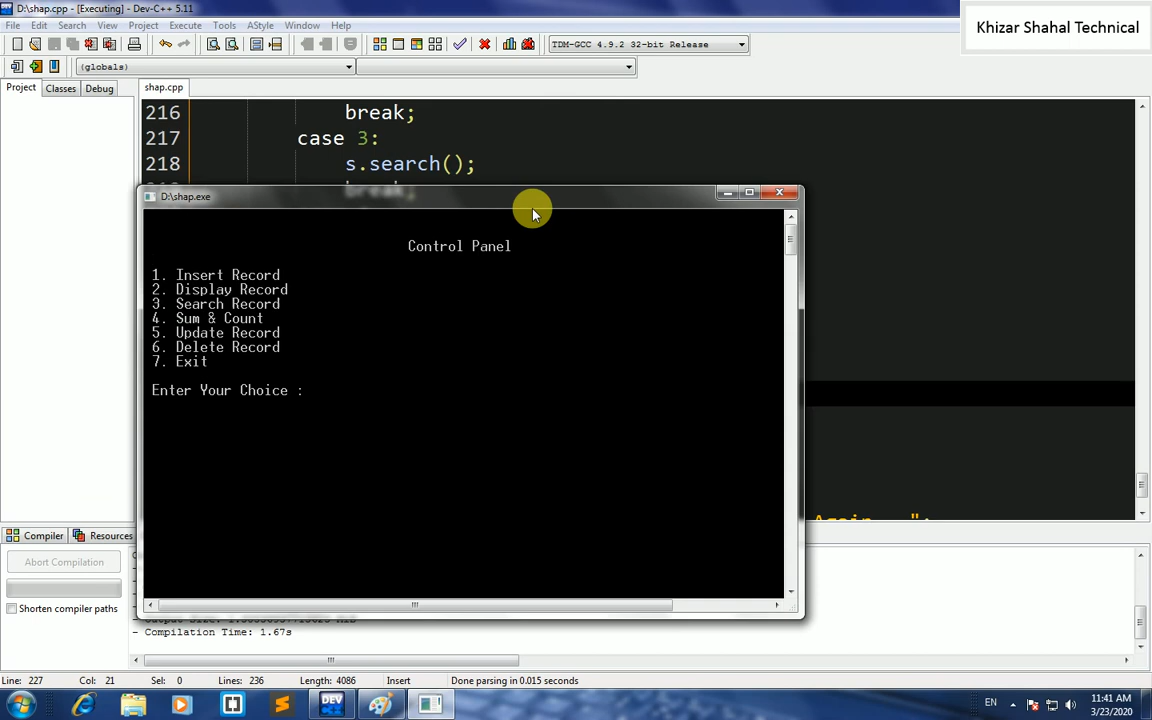 D:\shap.cpp - [Executing] - Dev-C++ 5.11
Khizar Shahal Technical
File Edit Search View Project Execute Tools AStyle Window Help
TDM-GCC 4.9.2 32-bit Release
(globals)
Project Classes Debug
shap.cpp
216 break;
217 case 3:
218 s.search();
break;
D:\shap.exe
Control Panel
1. Insert Record
2. Display Record
3. Search Record
4. Sum & Count
5. Update Record
6. Delete Record
7. Exit
Enter Your Choice :
Again
Compiler Resources
Abort Compilation
Shorten compiler paths
- Compilation Time: 1.67s
Line: 227 Col: 21 Sel: 0 Lines: 236 Length: 4086 Insert Done parsing in 0.015 seconds
DEV
EN
11:41 AM
3/23/2020